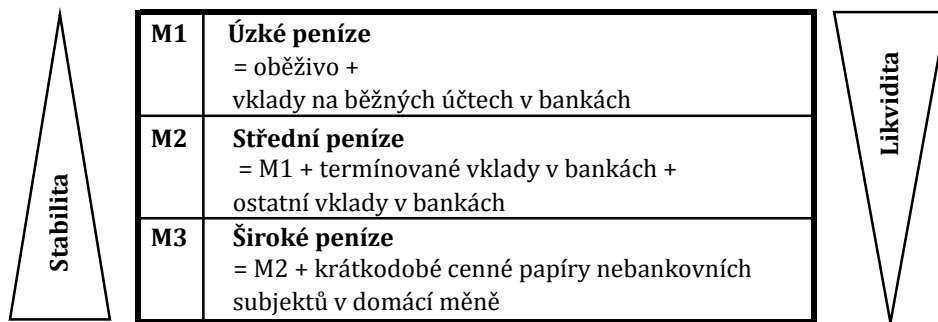 Stabilita
M1 Úzké peníze
= oběživo +
vklady na běžných účtech v bankách
M2 Střední peníze
= M1 + termínované vklady v bankách +
ostatní vklady v bankách
M3 Široké peníze
= M2 + krátkodobé cenné papíry nebankovních
subjektů v domácí měně
Likvidita